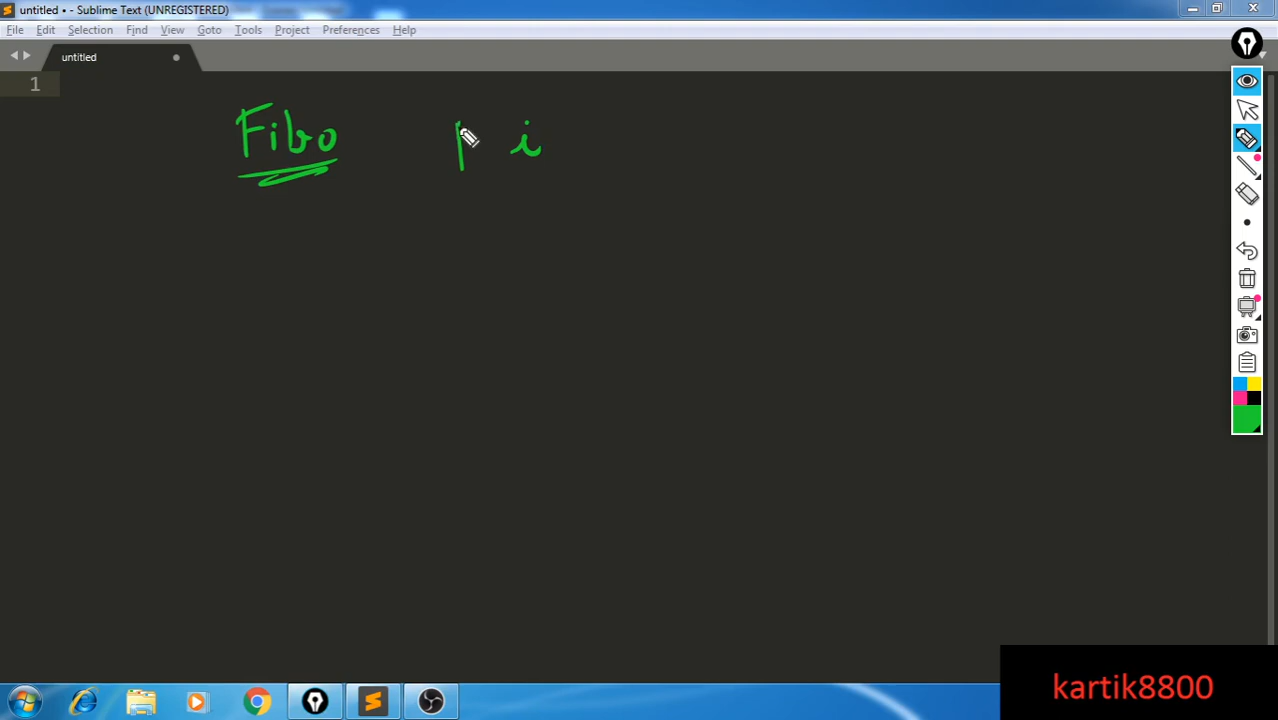 untitled • - Sublime Text (UNREGISTERED)
File Edit Selection Find View Goto Tools Project Preferences Help
untitled
1
Fibo i
kartik8800